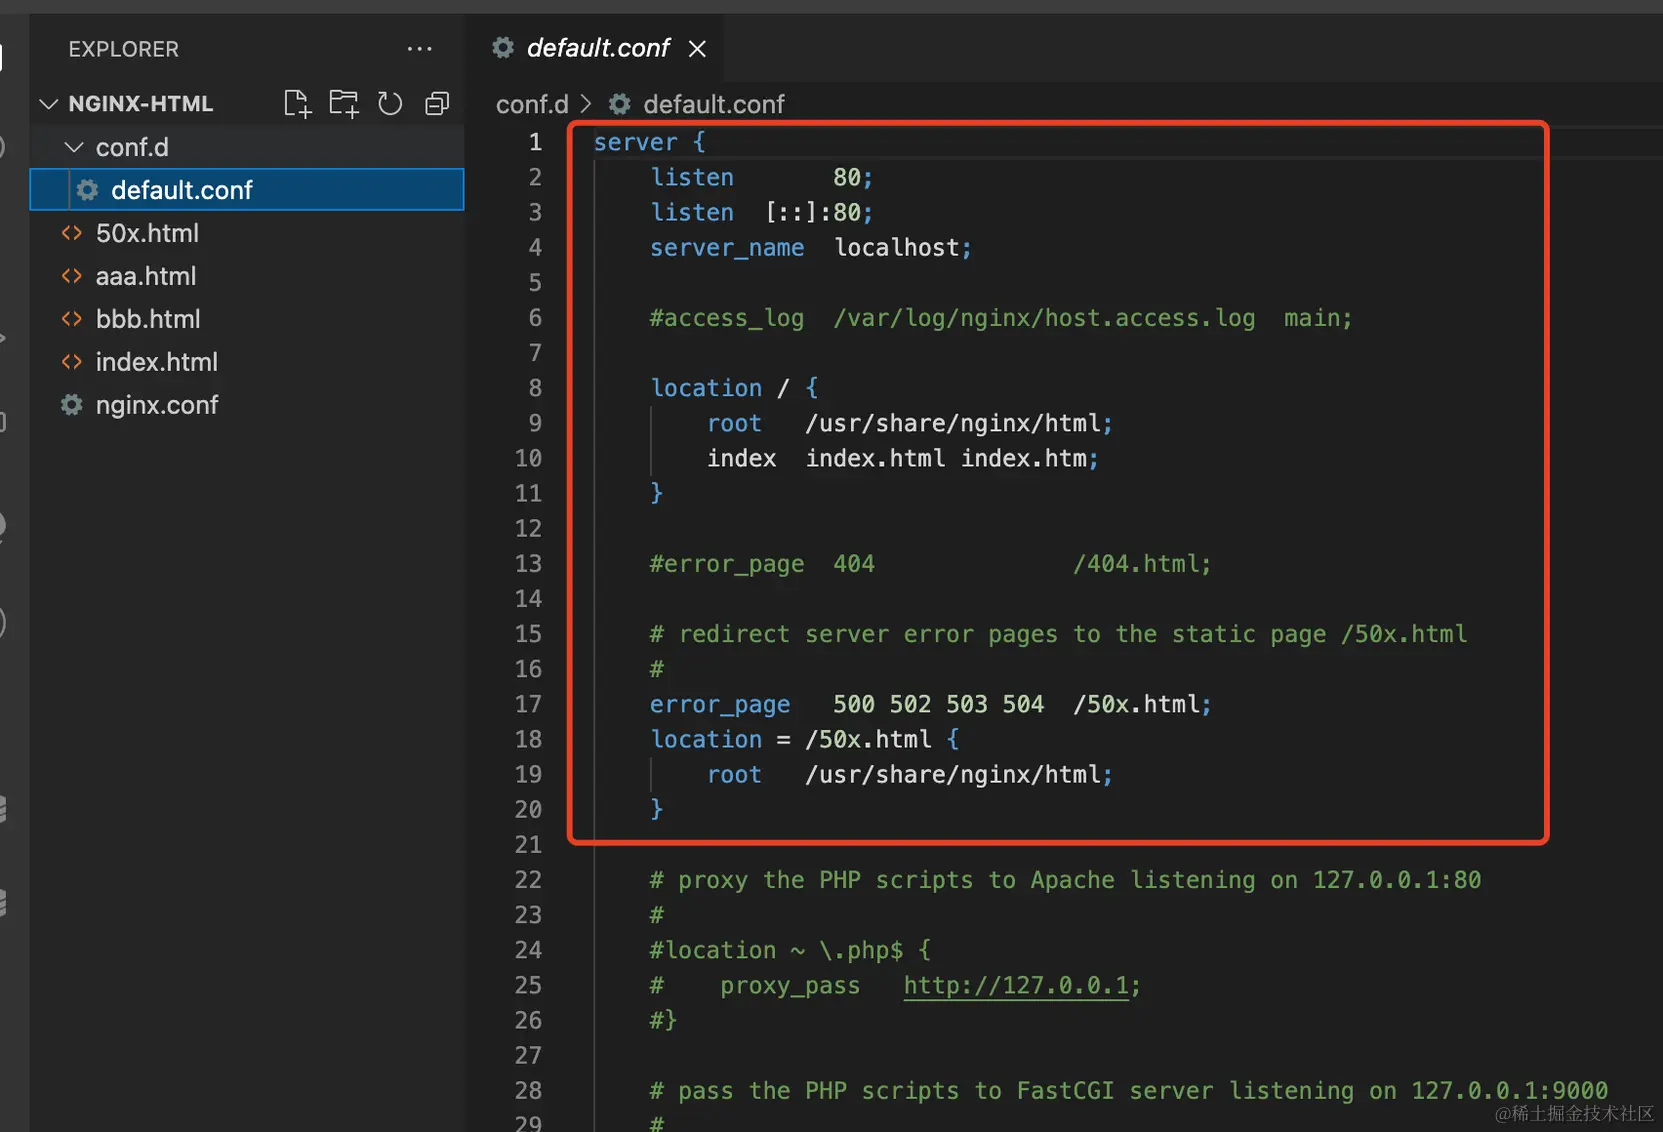 EXPLORER
NGINX-HTML
conf.d
default.conf
50x.html
aaa.html
bbb.html
index.html
nginx.conf
default.conf
conf.d > default.conf
1 server {
2     listen       80;
3     listen  [::]:80;
4     server_name  localhost;
5
6     #access_log  /var/log/nginx/host.access.log  main;
7
8     location / {
9         root   /usr/share/nginx/html;
10         index  index.html index.htm;
11     }
12
13     #error_page  404              /404.html;
14
15     # redirect server error pages to the static page /50x.html
16     #
17     error_page   500 502 503 504  /50x.html;
18     location = /50x.html {
19         root   /usr/share/nginx/html;
20     }
21
22     # proxy the PHP scripts to Apache listening on 127.0.0.1:80
23     #
24     #location ~ \.php$ {
25     #    proxy_pass   http://127.0.0.1;
26     #}
27
28     # pass the PHP scripts to FastCGI server listening on 127.0.0.1:9000
29     #
@稀土掘金技术社区